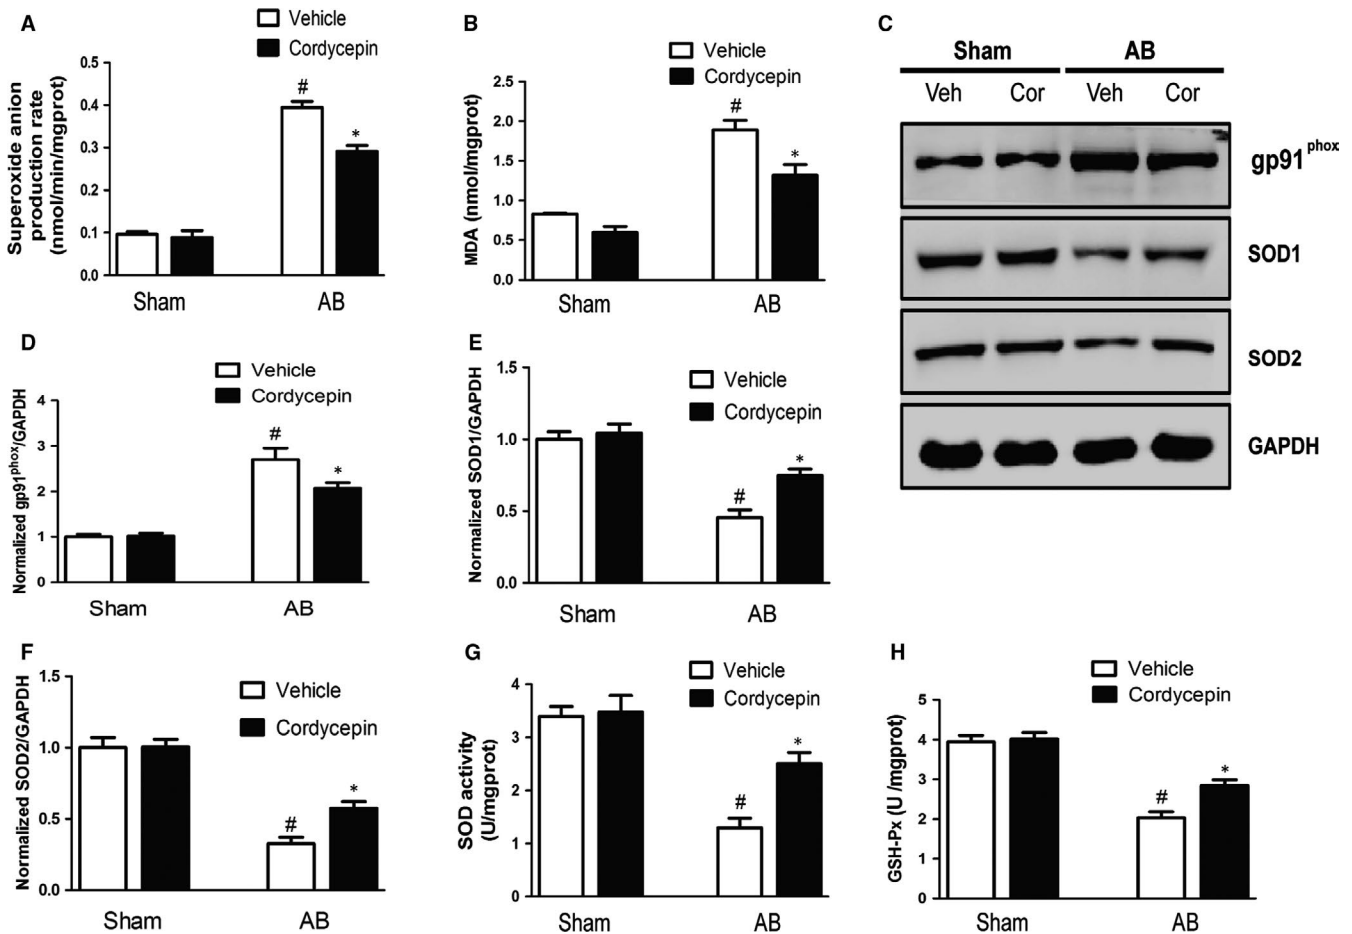 A
Vehicle
Cordycepin
Superoxide anion
production rate
(nmol/min/mgprot)
0.5
0.4
0.3
0.2
0.1
0.0
#
*
Sham
AB
B
Vehicle
Cordycepin
MDA (nmol/mgprot)
2.5
2.0
1.5
1.0
0.5
0.0
#
*
Sham
AB
C
Sham AB
Veh Cor Veh Cor
gp91phox
SOD1
SOD2
GAPDH
D
Vehicle
Cordycepin
Normalized gp91phox/GAPDH
4
3
2
1
0
#
*
Sham
AB
E
Vehicle
Cordycepin
Normalized SOD1/GAPDH
1.5
1.0
0.5
0.0
#
*
Sham
AB
F
Vehicle
Cordycepin
Normalized SOD2/GAPDH
1.5
1.0
0.5
0.0
#
*
Sham
AB
G
Vehicle
Cordycepin
SOD activity
(U/mgprot)
4
3
2
1
0
#
*
Sham
AB
H
Vehicle
Cordycepin
GSH-Px (U /mgprot)
5
4
3
2
1
0
#
*
Sham
AB